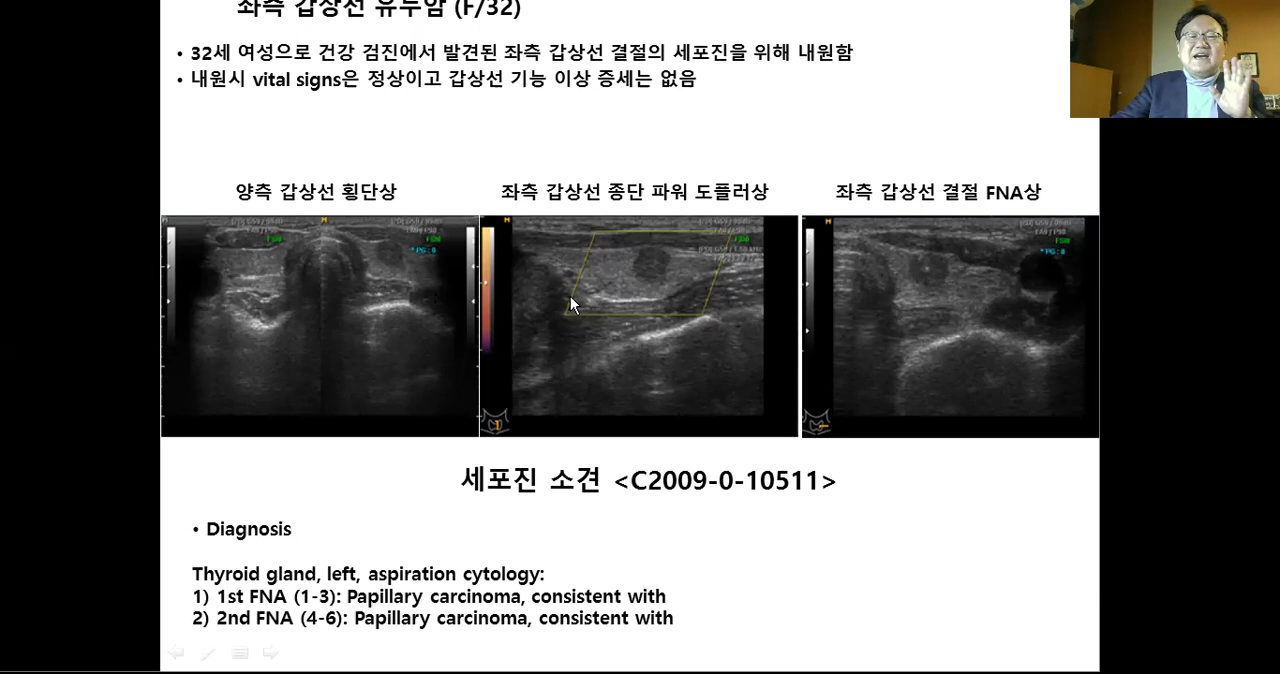 좌측 갑상선 유두암 (F/32)
• 32세 여성으로 건강 검진에서 발견된 좌측 갑상선 결절의 세포진을 위해 내원함
• 내원시 vital signs은 정상이고 갑상선 기능 이상 증세는 없음
양측 갑상선 횡단상
좌측 갑상선 종단 파워 도플러상
좌측 갑상선 결절 FNA상
M
M
M
세포진 소견 <C2009-0-10511>
• Diagnosis
Thyroid gland, left, aspiration cytology:
1) 1st FNA (1-3): Papillary carcinoma, consistent with
2) 2nd FNA (4-6): Papillary carcinoma, consistent with